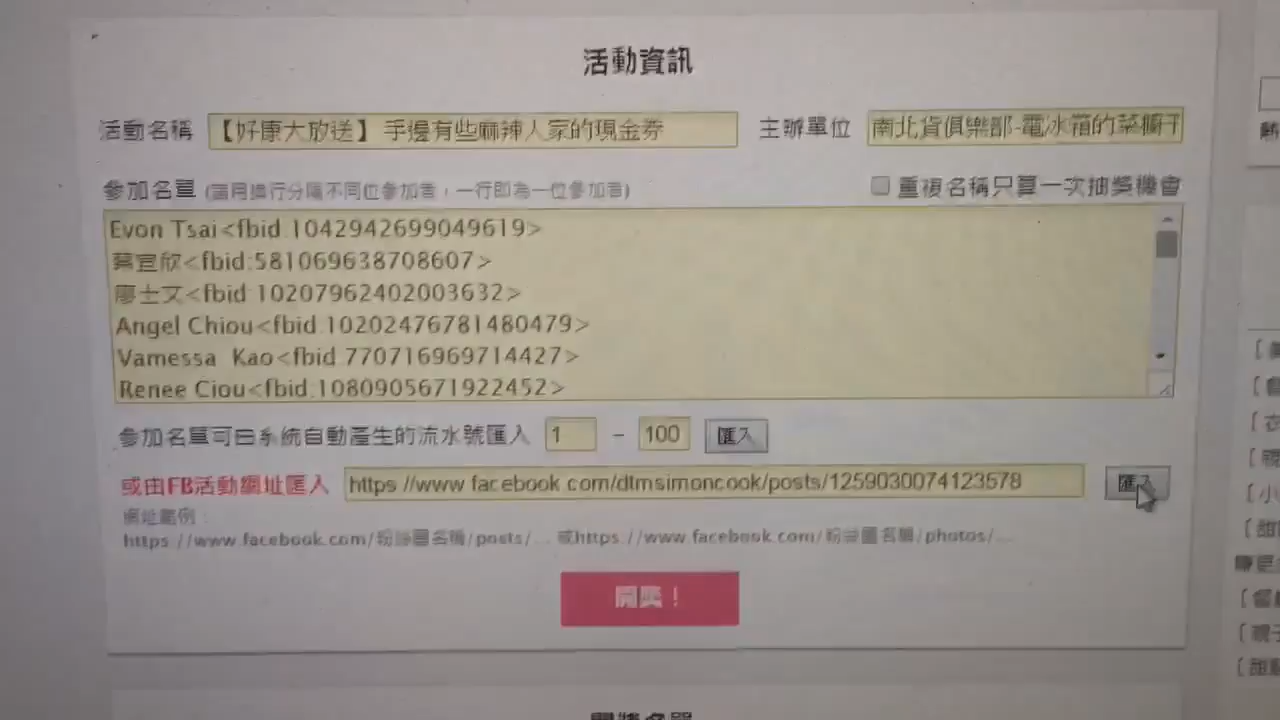 活動資訊
活動名稱 【好康大放送】 手邊有些麻辣人家的現金券 主辦單位 南北貨俱樂部-電冰箱的菜櫥子
參加名單 (請用換行分隔不同位參加者，一行即為一位參加者) 重複名稱只算一次抽獎機會
Evon Tsai<fbid:1042942699049619>
蔡宜欣<fbid:581069638708607>
廖士文<fbid:10207962402003632>
Angel Chiou<fbid:10202476781480479>
Vamessa Kao<fbid:770716969714427>
Renee Ciou<fbid:1080905671922452>
參加名單可由系統自動產生的流水號匯入 1 - 100 匯入
或由FB活動網址匯入 https://www.facebook.com/dtmsimoncook/posts/1259030074123578 匯入
網址範例：
https://www.facebook.com/粉絲團名稱/posts/... 或https://www.facebook.com/粉絲團名稱/photos/...
開獎！
開獎名單